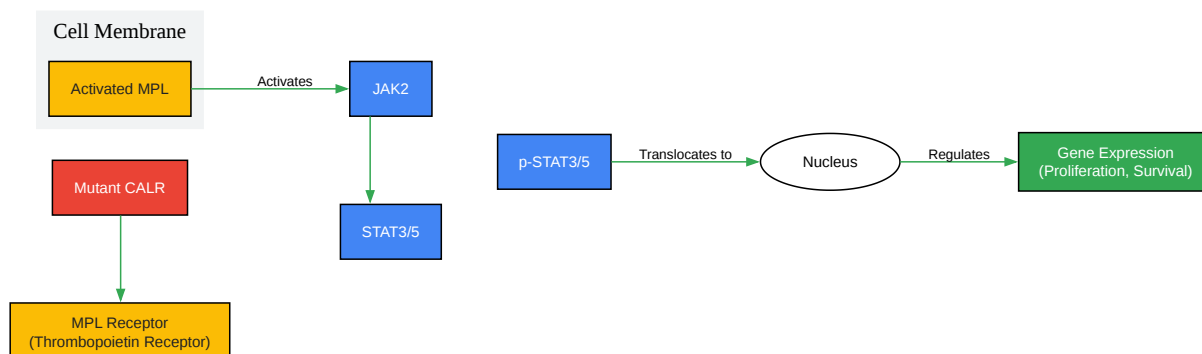 Cell Membrane
Activated MPL
Activates
JAK2
Mutant CALR
STAT3/5
MPL Receptor
(Thrombopoietin Receptor)
p-STAT3/5
Translocates to
Nucleus
Regulates
Gene Expression
(Proliferation, Survival)